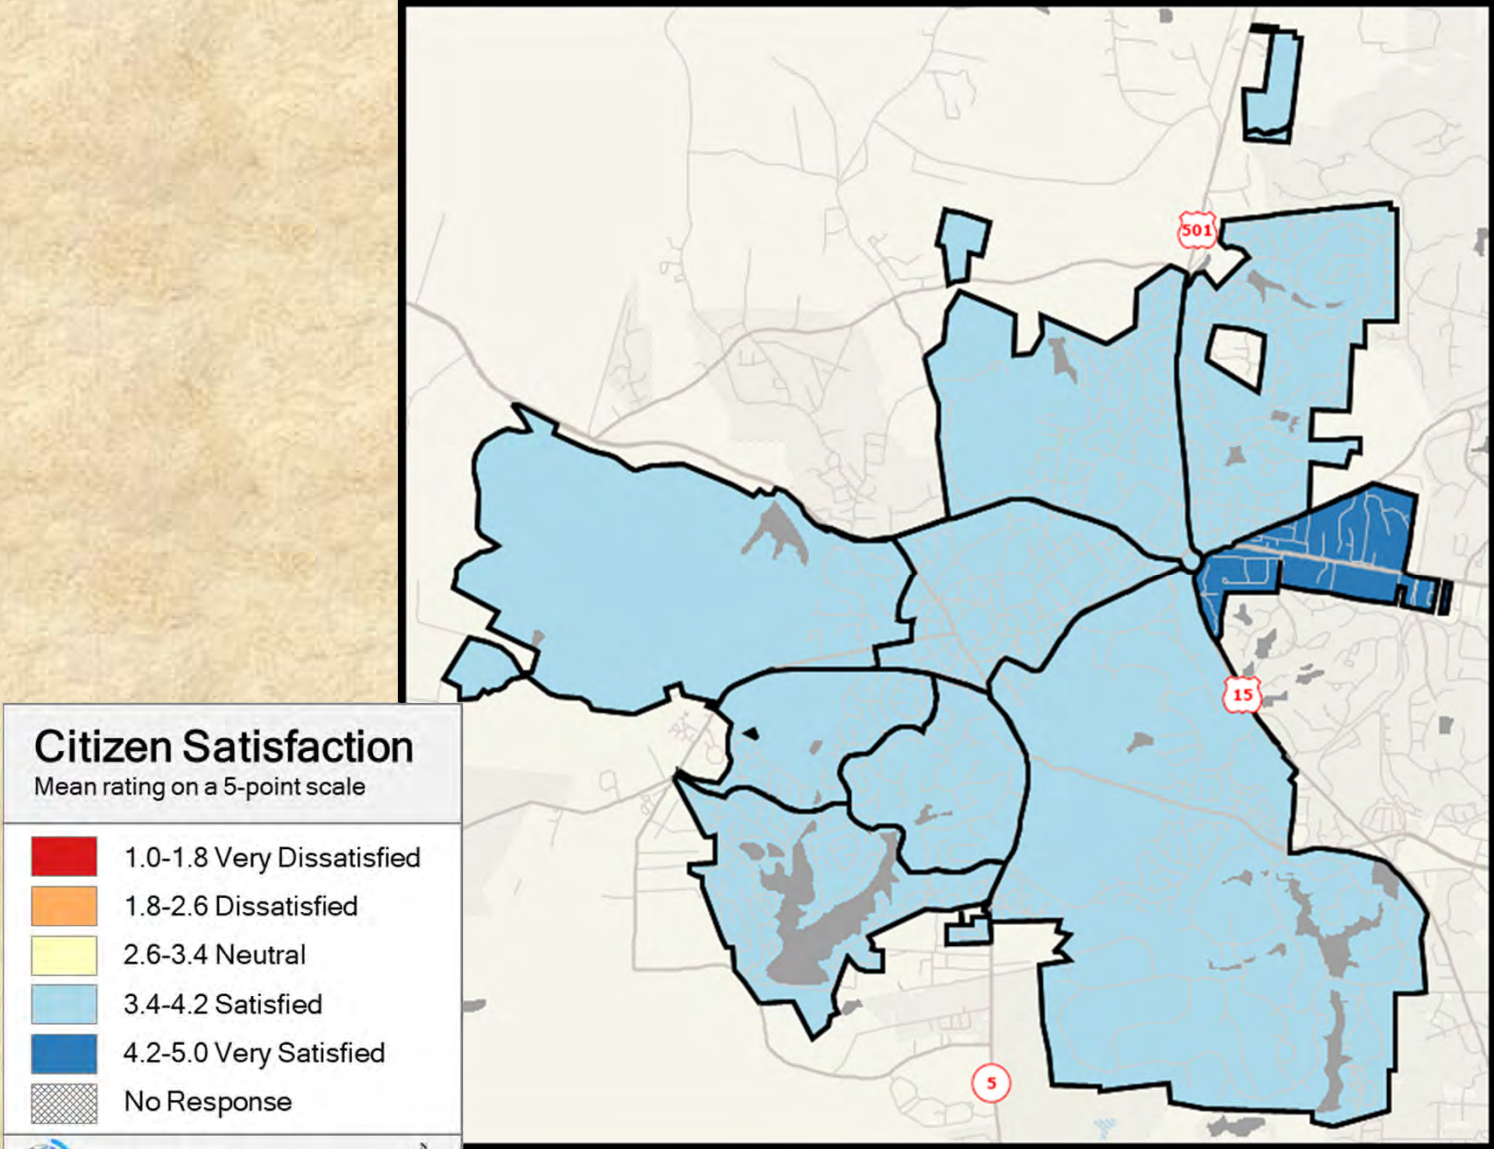 501
15
5
Citizen Satisfaction
Mean rating on a 5-point scale
1.0-1.8 Very Dissatisfied
1.8-2.6 Dissatisfied
2.6-3.4 Neutral
3.4-4.2 Satisfied
4.2-5.0 Very Satisfied
No Response